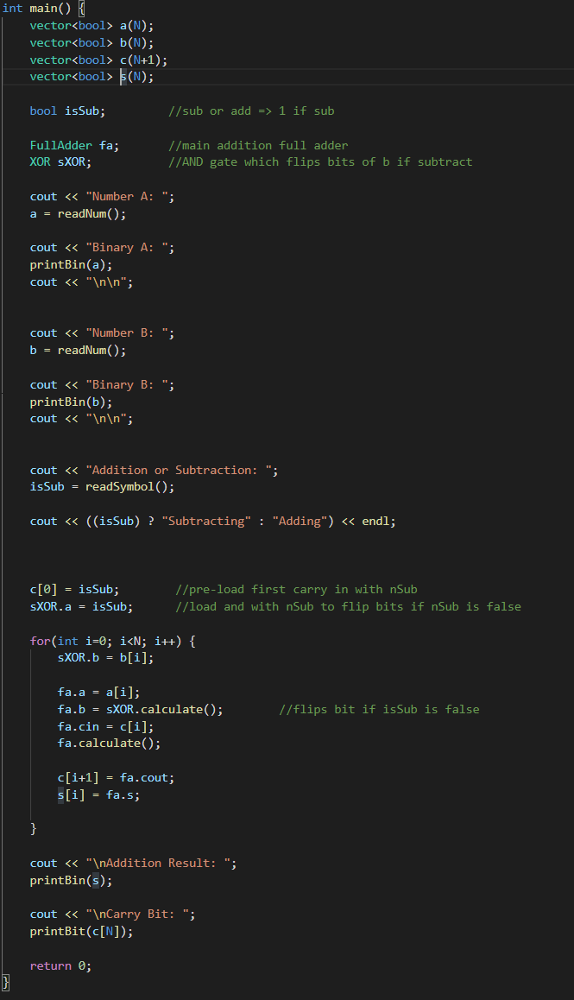 int main() {
    vector<bool> a(N);
    vector<bool> b(N);
    vector<bool> c(N+1);
    vector<bool> s(N);
    bool isSub;         //sub or add => 1 if sub
    FullAdder fa;       //main addition full adder
    XOR sXOR;           //AND gate which flips bits of b if subtract
    cout << "Number A: ";
    a = readNum();
    cout << "Binary A: ";
    printBin(a);
    cout << "\n\n";
    cout << "Number B: ";
    b = readNum();
    cout << "Binary B: ";
    printBin(b);
    cout << "\n\n";
    cout << "Addition or Subtraction: ";
    isSub = readSymbol();
    cout << ((isSub) ? "Subtracting" : "Adding") << endl;
    c[0] = isSub;        //pre-load first carry in with nSub
    sXOR.a = isSub;      //load and with nSub to flip bits if nSub is false
    for(int i=0; i<N; i++) {
        sXOR.b = b[i];
        fa.a = a[i];
        fa.b = sXOR.calculate();        //flips bit if isSub is false
        fa.cin = c[i];
        fa.calculate();
        c[i+1] = fa.cout;
        s[i] = fa.s;
    }
    cout << "\nAddition Result: ";
    printBin(s);
    cout << "\nCarry Bit: ";
    printBit(c[N]);
    return 0;
}